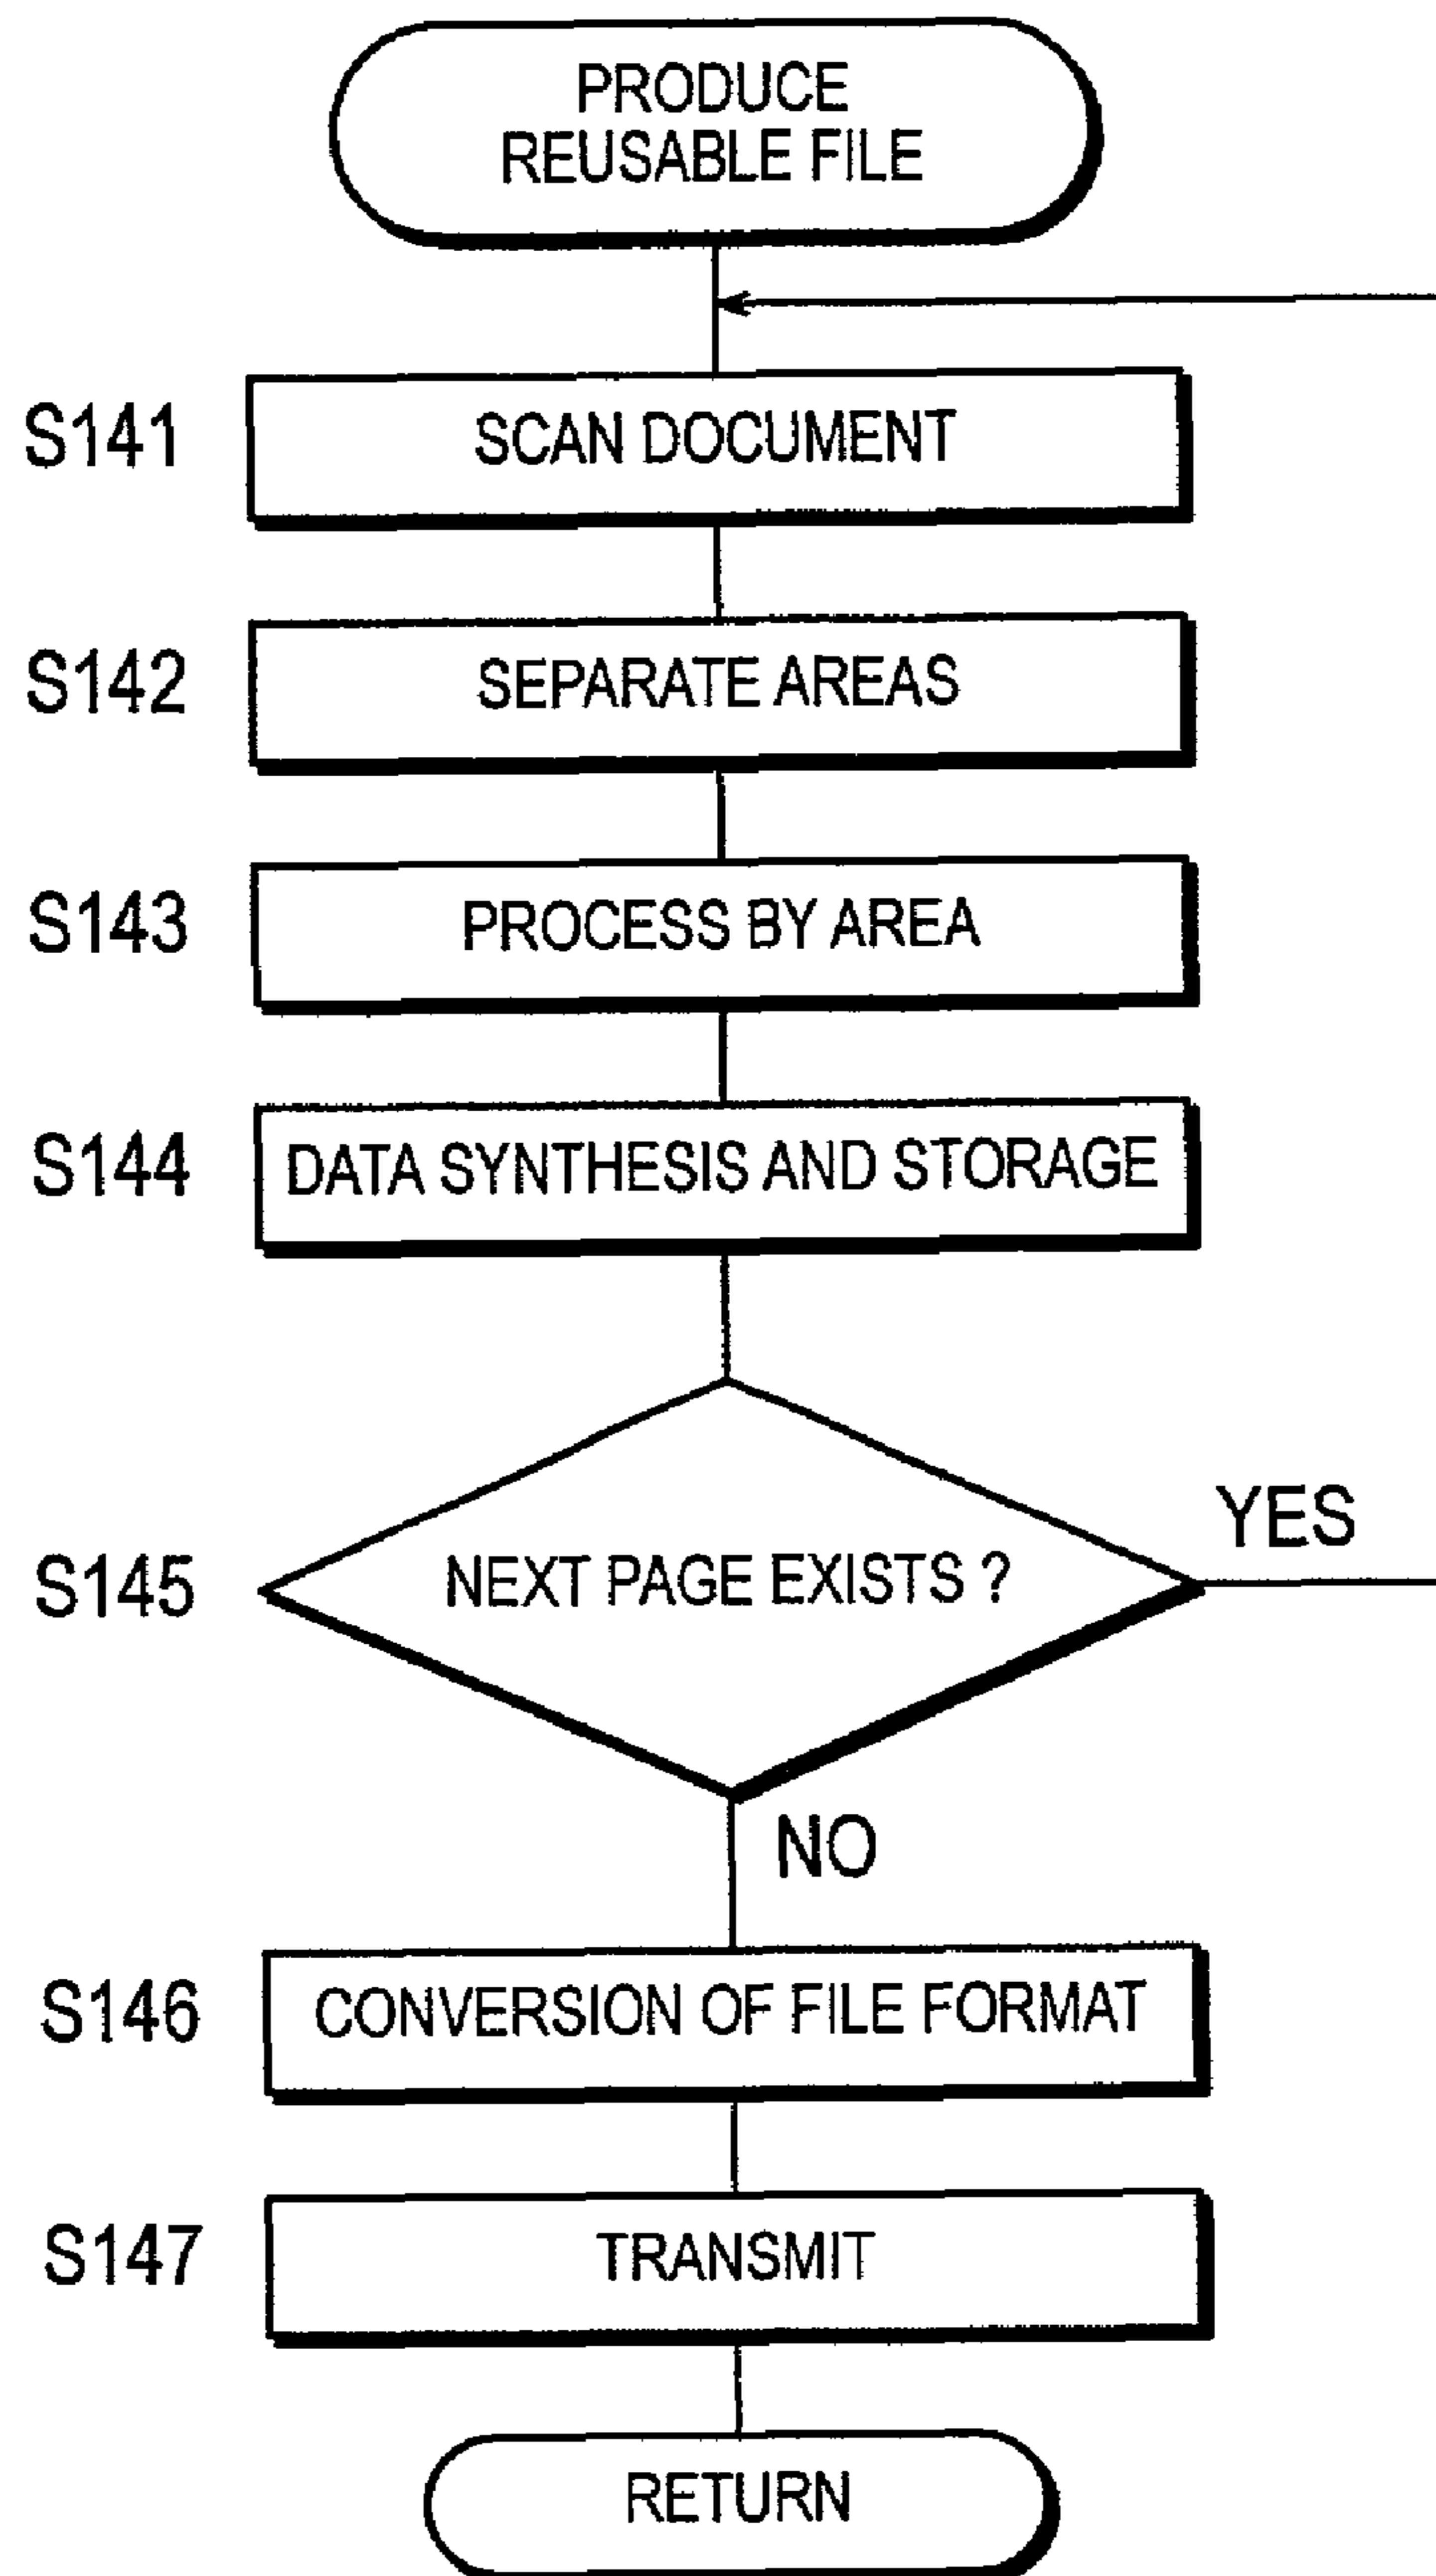 PRODUCE
REUSABLE FILE
S141 SCAN DOCUMENT
S142 SEPARATE AREAS
S143 PROCESS BY AREA
S144 DATA SYNTHESIS AND STORAGE
S145 NEXT PAGE EXISTS ? YES
NO
S146 CONVERSION OF FILE FORMAT
S147 TRANSMIT
RETURN